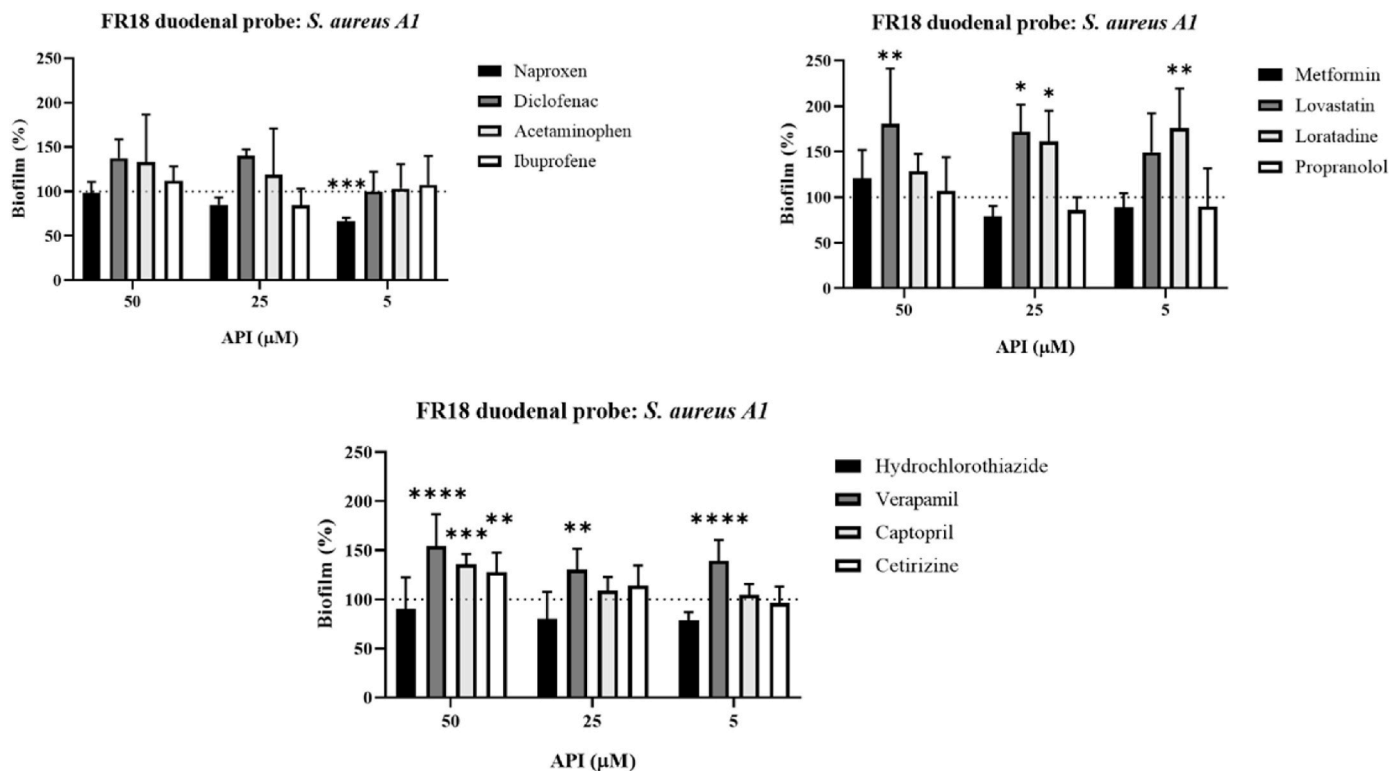 FR18 duodenal probe: S. aureus A1
250
200
150
100
50
0
Biofilm (%)
***
50
25
5
API (μM)
Naproxen
Diclofenac
Acetaminophen
Ibuprofene
FR18 duodenal probe: S. aureus A1
250
200
150
100
50
0
Biofilm (%)
**
*
*
**
50
25
5
API (μM)
Metformin
Lovastatin
Loratadine
Propranolol
FR18 duodenal probe: S. aureus A1
250
200
150
100
50
0
Biofilm (%)
****
***
**
**
****
50
25
5
API (μM)
Hydrochlorothiazide
Verapamil
Captopril
Cetirizine